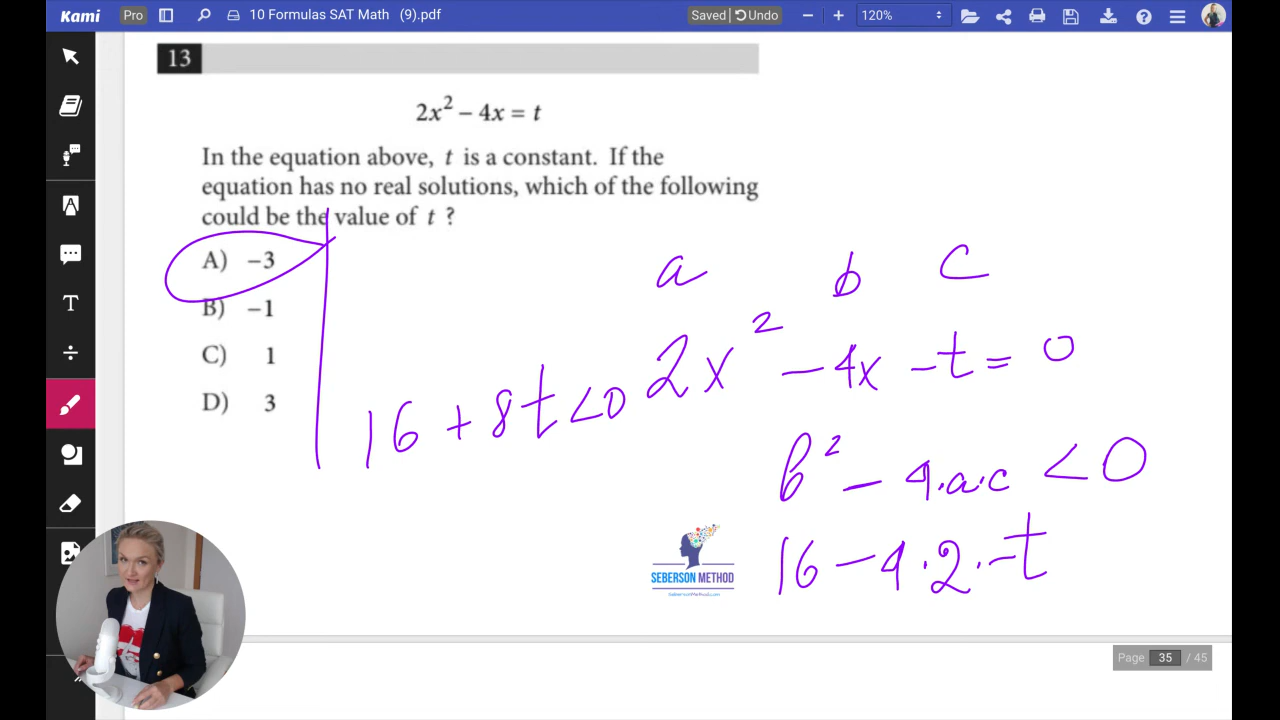 Kami Pro 10 Formulas SAT Math (9).pdf Saved Undo 120%
13
2x² – 4x = t
In the equation above, t is a constant. If the
equation has no real solutions, which of the following
could be the value of t ?
A) –3
B) –1
C) 1
D) 3
a b c
2x² – 4x – t = 0
16 + 8t < 0
b² – 4·a·c < 0
16 – 4·2·–t
SEBERSON METHOD
SebersonMethod.com
Page 35 / 45